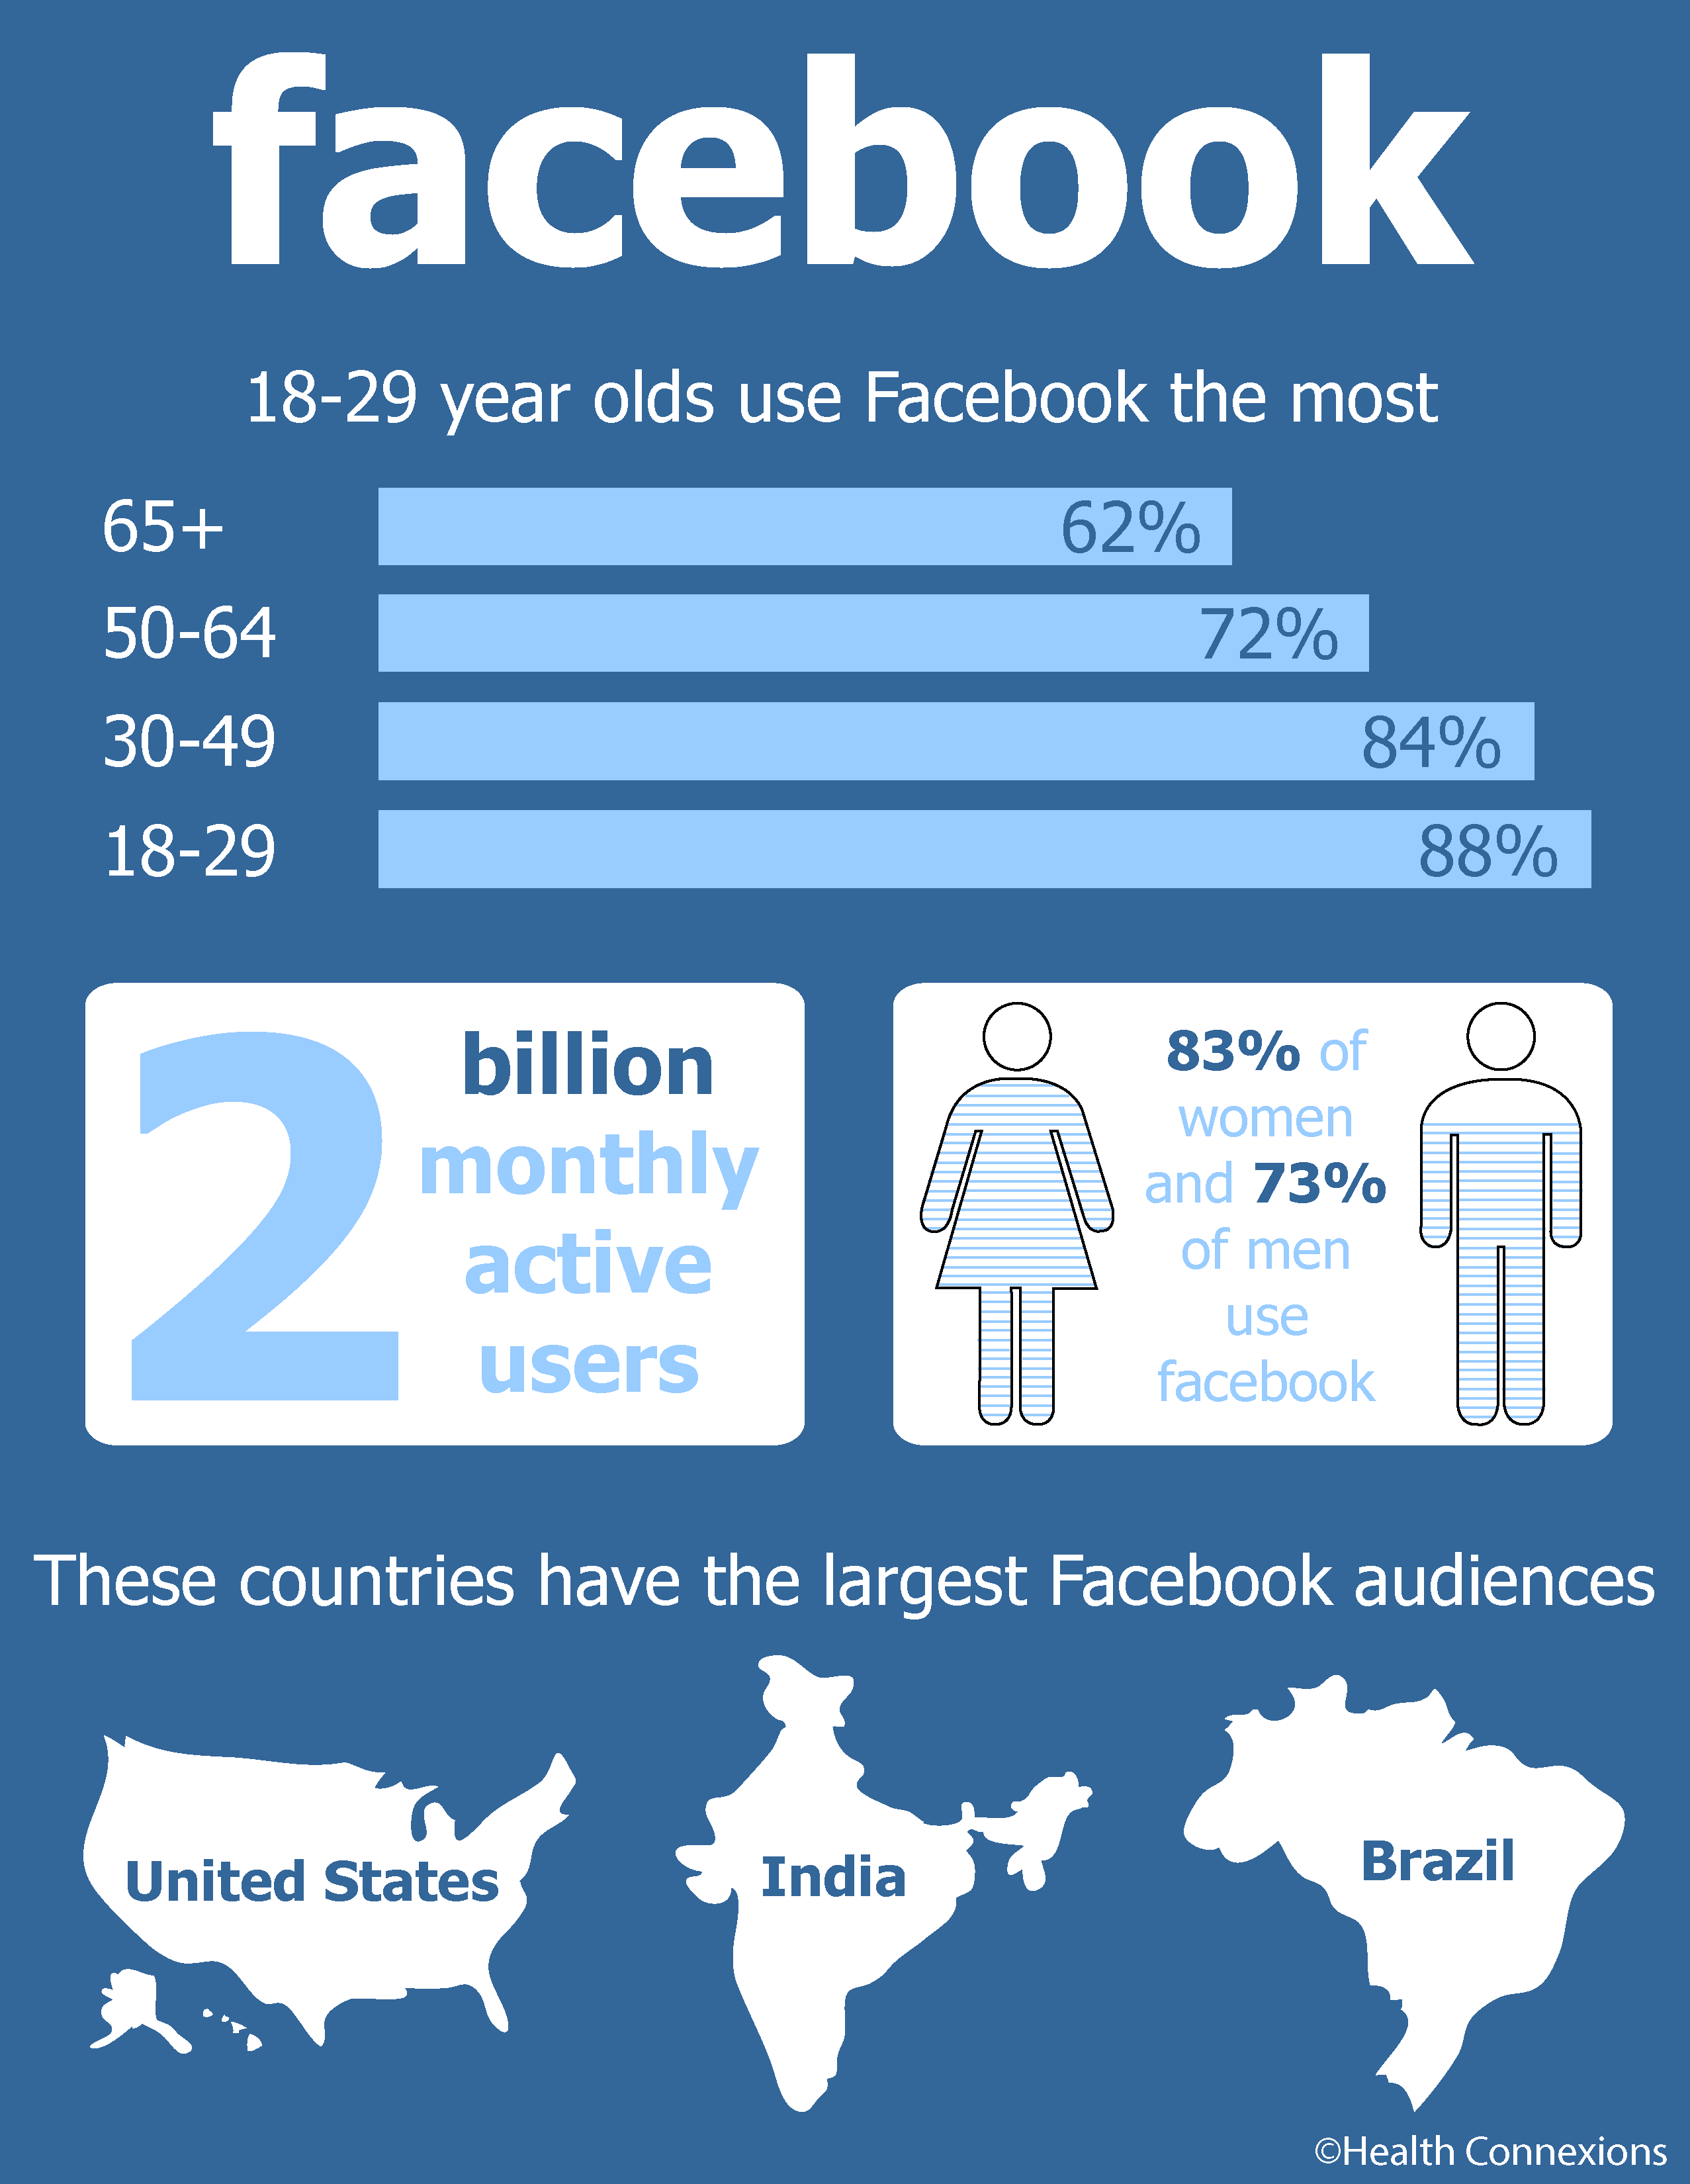 facebook
18-29 year olds use Facebook the most
65+ 62%
50-64 72%
30-49 84%
18-29 88%
2
billion
monthly
active
users
83% of
women
and 73%
of men
use
facebook
These countries have the largest Facebook audiences
United States
India
Brazil
©Health Connexions